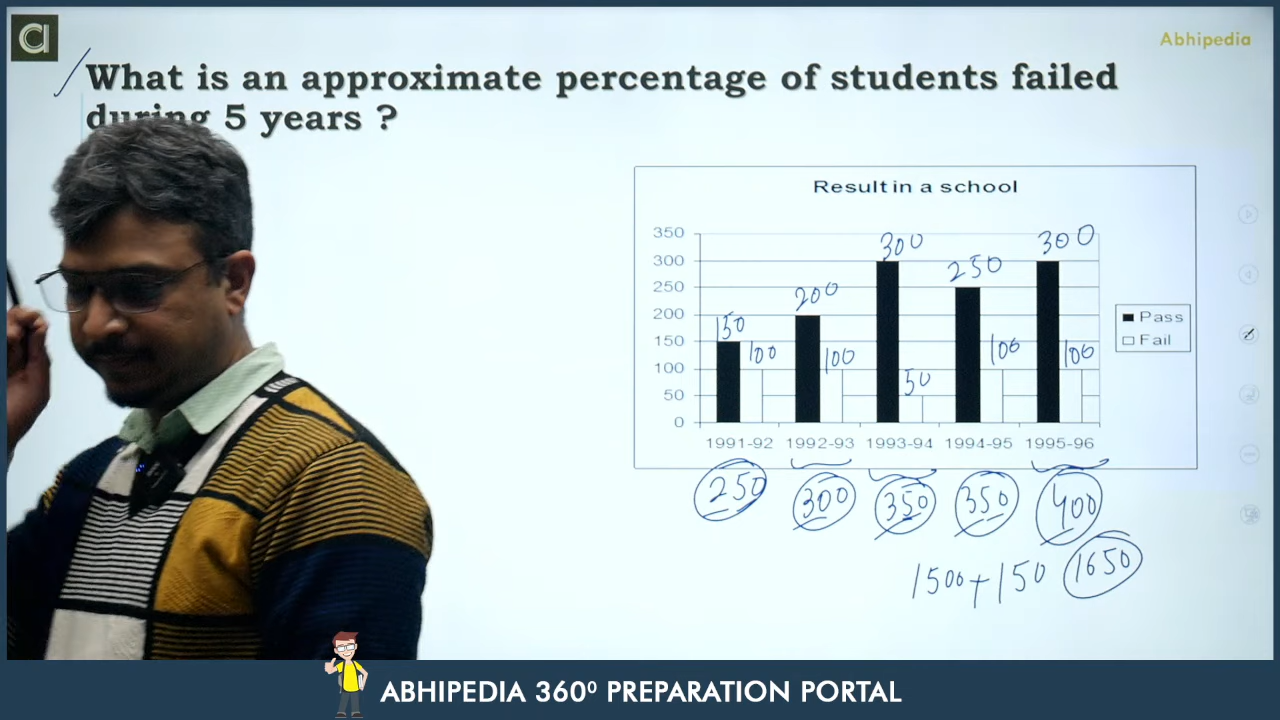 Abhipedia
What is an approximate percentage of students failed
during 5 years ?
Result in a school
350
300
250
200
150
100
50
0
150
100
200
100
300
50
250
100
300
100
1991-92 1992-93 1993-94 1994-95 1995-96
Pass
Fail
250 300 350 350 400
1500+150 1650
ABHIPEDIA 360⁰ PREPARATION PORTAL